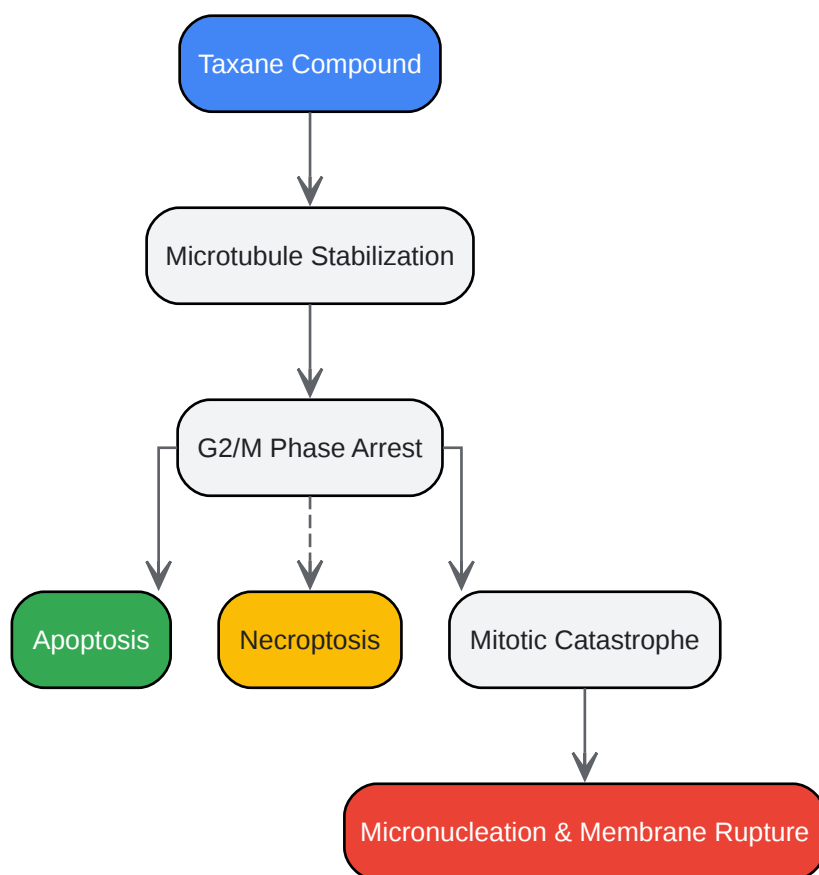 Taxane Compound
Microtubule Stabilization
G2/M Phase Arrest
Apoptosis
Necroptosis
Mitotic Catastrophe
Micronucleation & Membrane Rupture